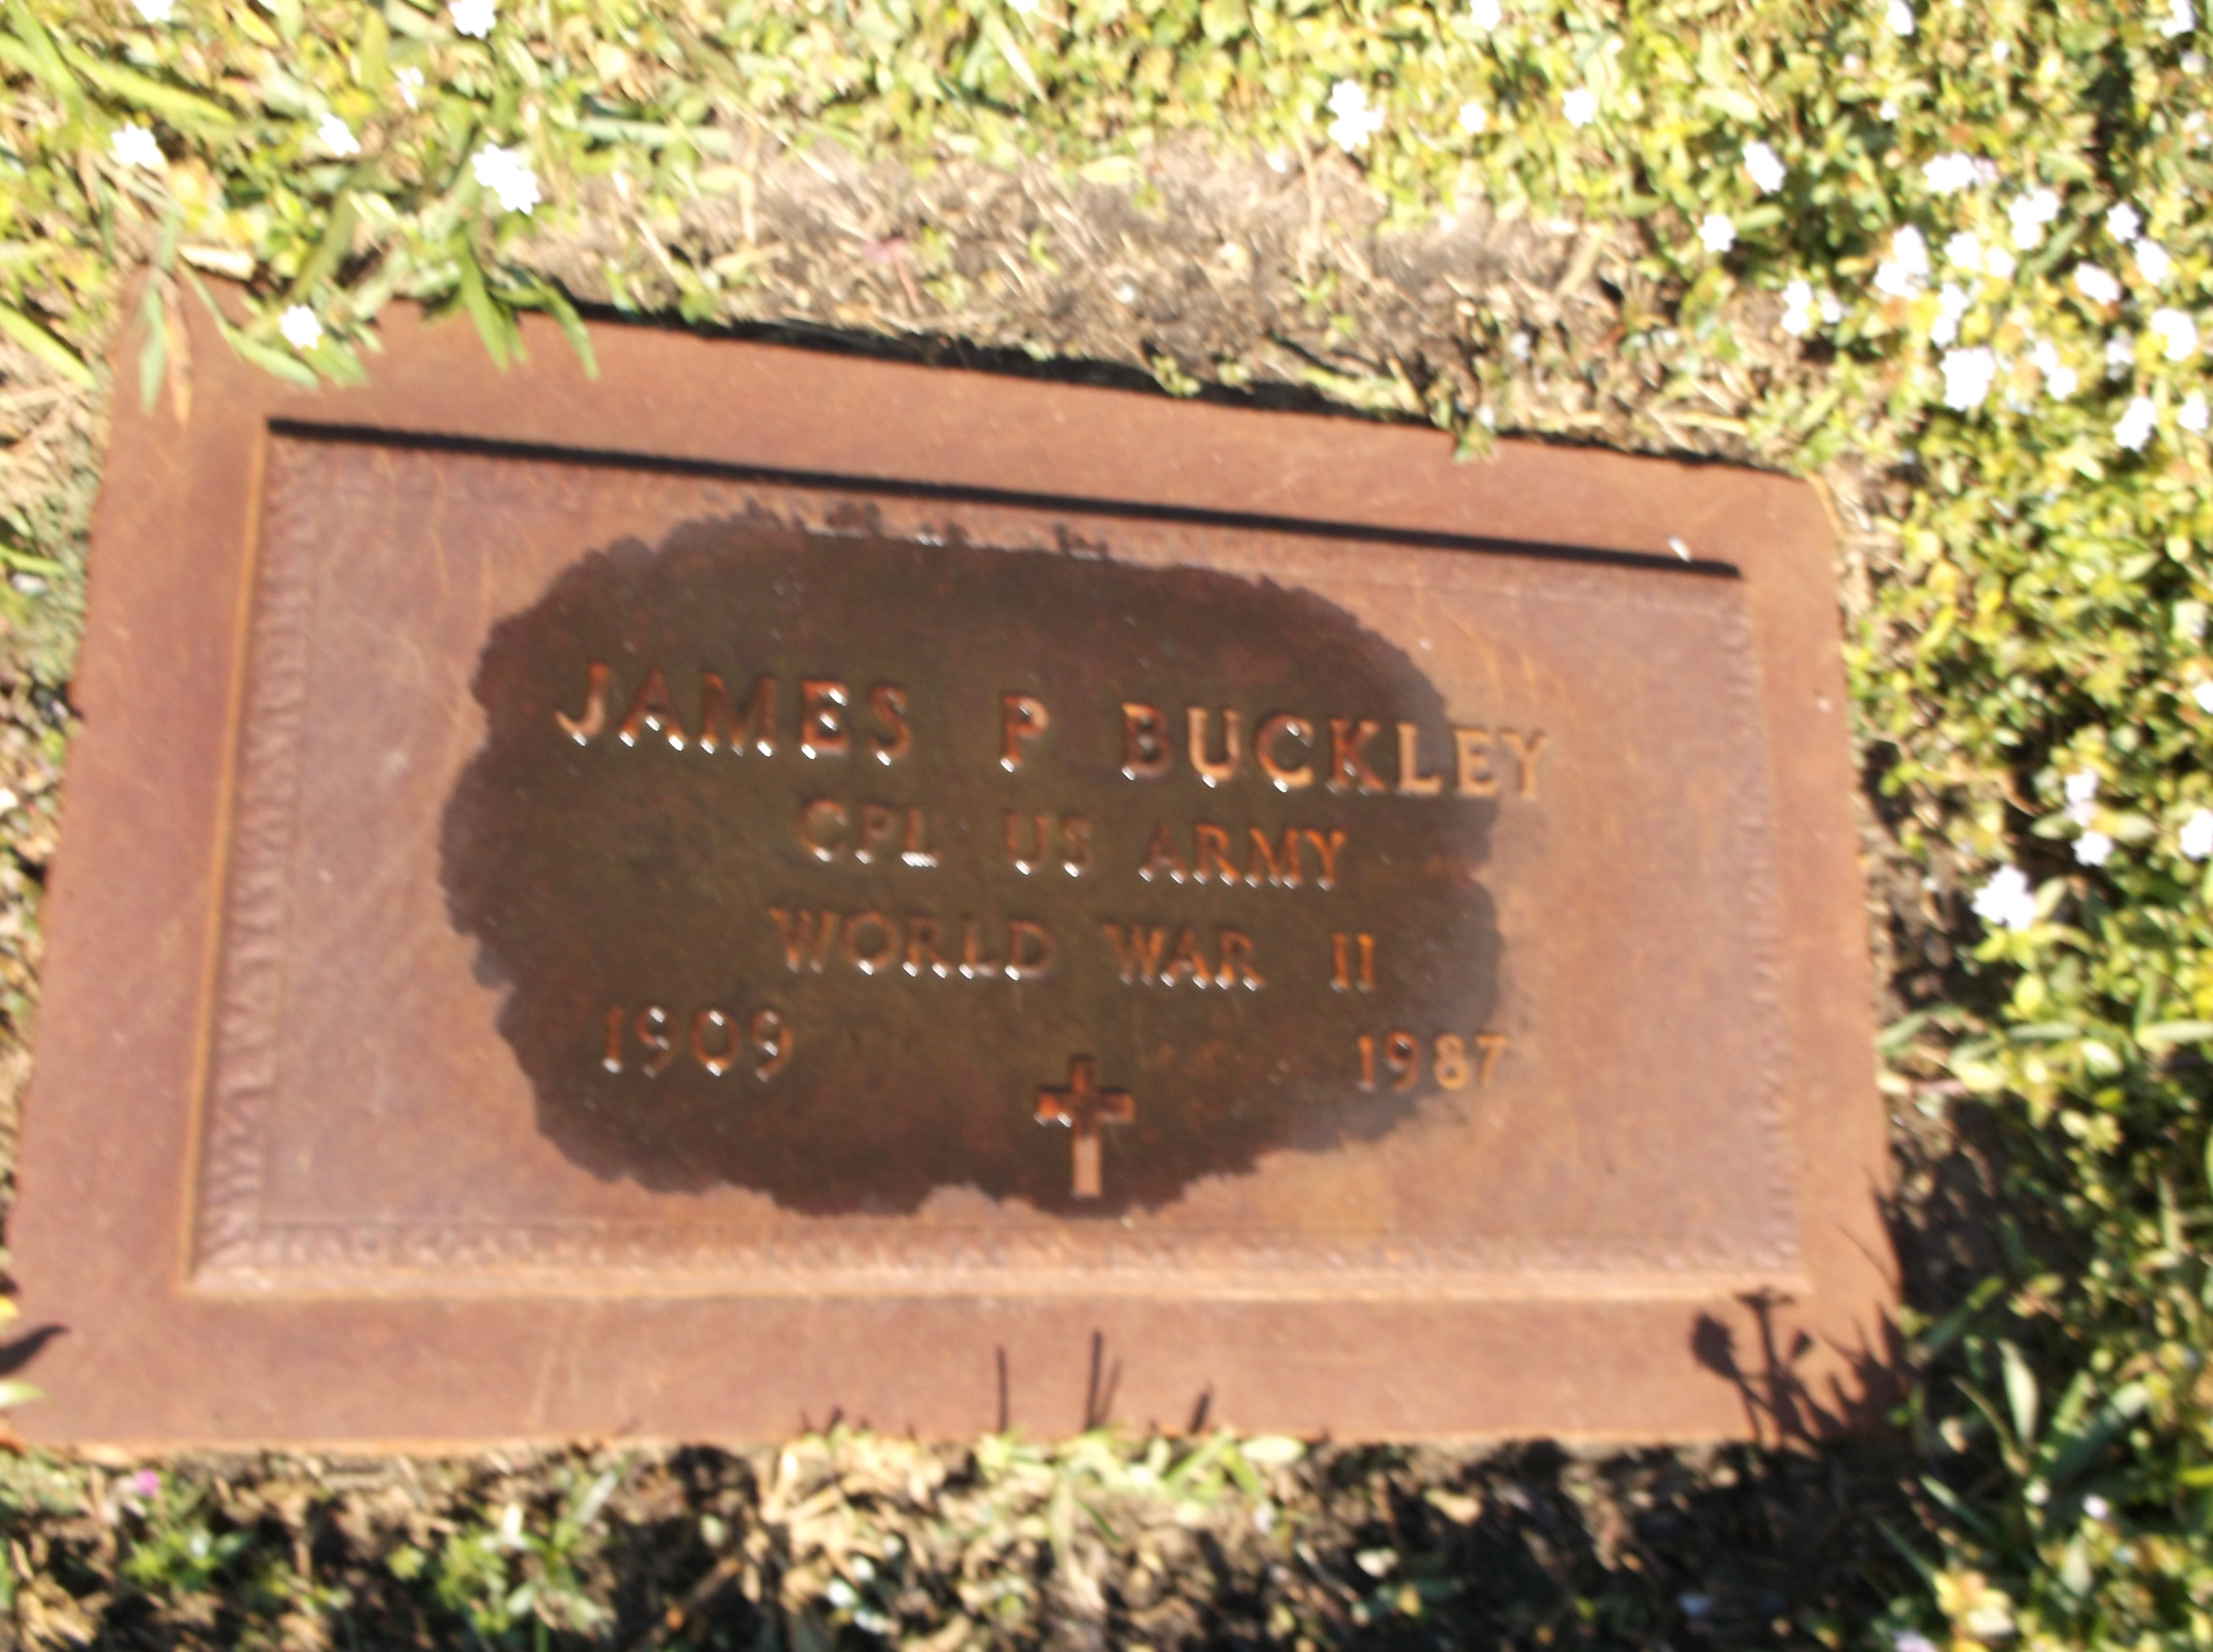 JAMES P BUCKLEY
CPL US ARMY
WORLD WAR II
1909 1987